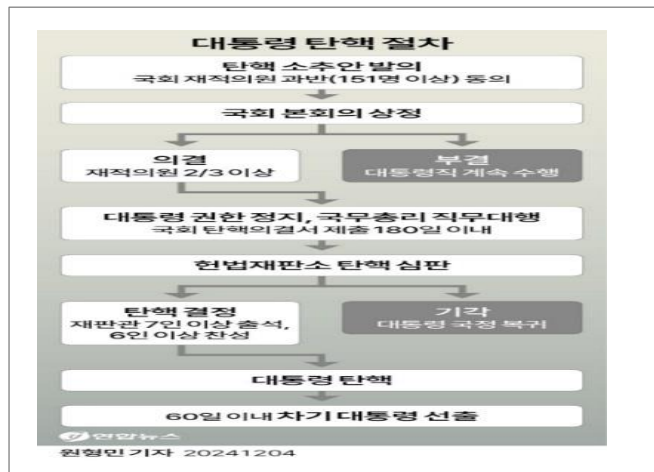 대통령 탄핵 절차
탄핵 소추안 발의
국회 재적의원 과반(151명 이상) 동의
국회 본회의 상정
의결
재적의원 2/3 이상
부결
대통령직 계속 수행
대통령 권한 정지, 국무총리 직무대행
국회 탄핵의결서 제출 180일 이내
헌법재판소 탄핵 심판
탄핵 결정
재판관 7인 이상 출석,
6인 이상 찬성
기각
대통령 국정 복귀
대통령 탄핵
60일 이내 차기 대통령 선출
연합뉴스
원형민 기자 20241204